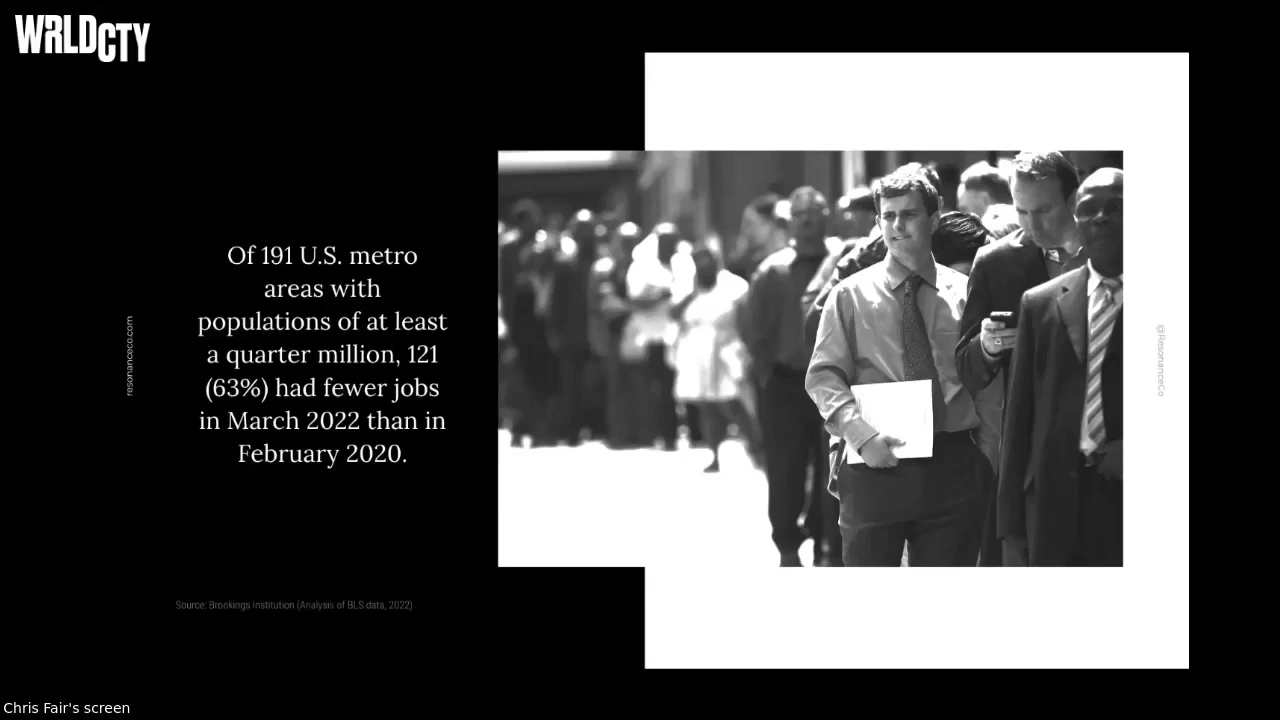 WRLDCTY
Of 191 U.S. metro
areas with
populations of at least
a quarter million, 121
(63%) had fewer jobs
in March 2022 than in
February 2020.
resonanceco.com
@ResonanceCo
Source: Brookings Institution (Analysis of BLS data, 2022)
Chris Fair's screen